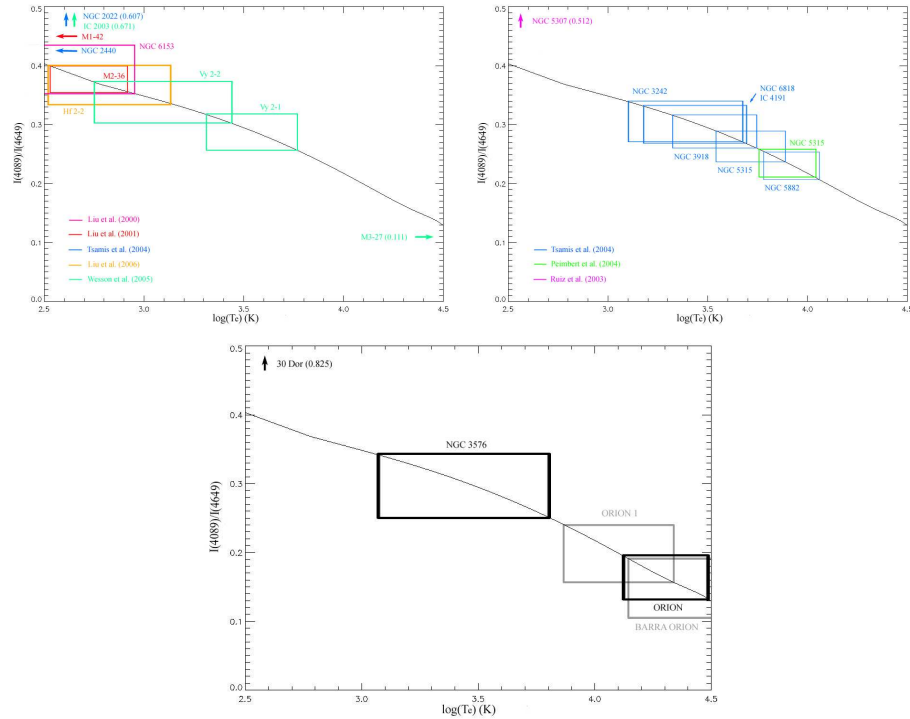 NGC 2022 (0.607)
IC 2003 (0.671)
M1-42
NGC 2440
NGC 6153
M2-36
Hf 2-2
Vy 2-2
Vy 2-1
M3-27 (0.111)
Liu et al. (2000)
Liu et al. (2001)
Tsamis et al. (2004)
Liu et al. (2006)
Wesson et al. (2005)
I(4089)/I(4649)
0.5
0.4
0.3
0.2
0.1
0.0
2.5 3.0 3.5 4.0 4.5
log(Te) (K)
NGC 5307 (0.512)
NGC 3242
NGC 6818
IC 4191
NGC 3918
NGC 5315
NGC 5315
NGC 5882
Tsamis et al. (2004)
Peimbert et al. (2004)
Ruiz et al. (2003)
I(4089)/I(4649)
0.5
0.4
0.3
0.2
0.1
0.0
2.5 3.0 3.5 4.0 4.5
log(Te) (K)
30 Dor (0.825)
NGC 3576
ORION 1
ORION
BARRA ORION
I(4089)/I(4649)
0.5
0.4
0.3
0.2
0.1
0.0
2.5 3.0 3.5 4.0 4.5
log(Te) (K)